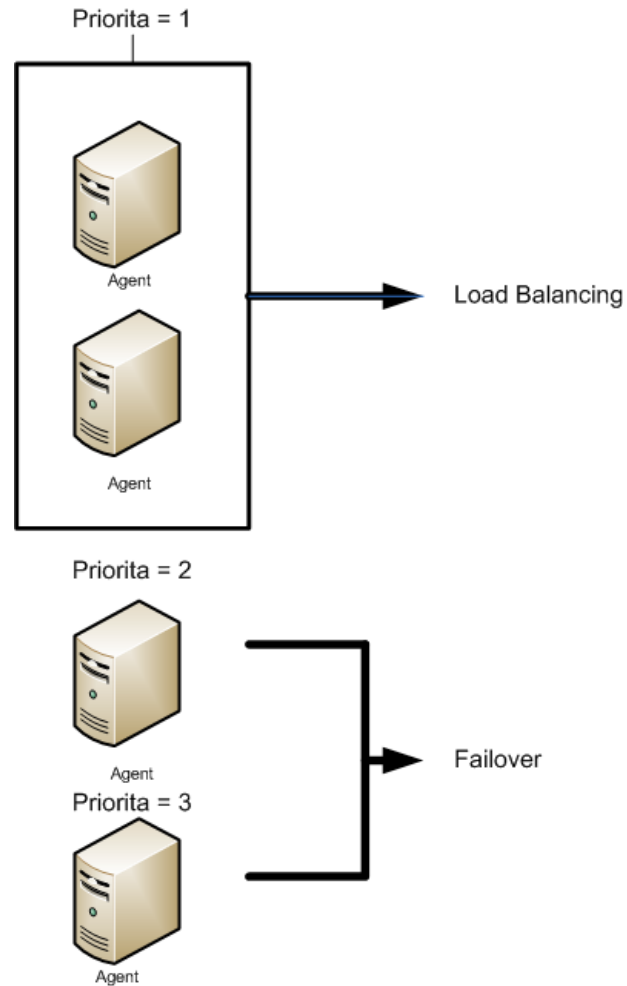 Priorita = 1
Agent
Load Balancing
Agent
Priorita = 2
Agent
Failover
Priorita = 3
Agent